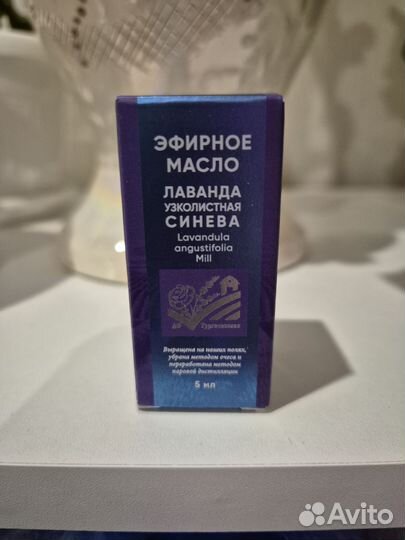 ЭФИРНОЕ
МАСЛО
ЛАВАНДА
УЗКОЛИСТНАЯ
СИНЕВА
Lavandula
angustifolia
Mill
Тургеневка
Выращена на наших полях,
убрана методом очеса и
переработана методом
паровой дистилляции
5 мл
Avito